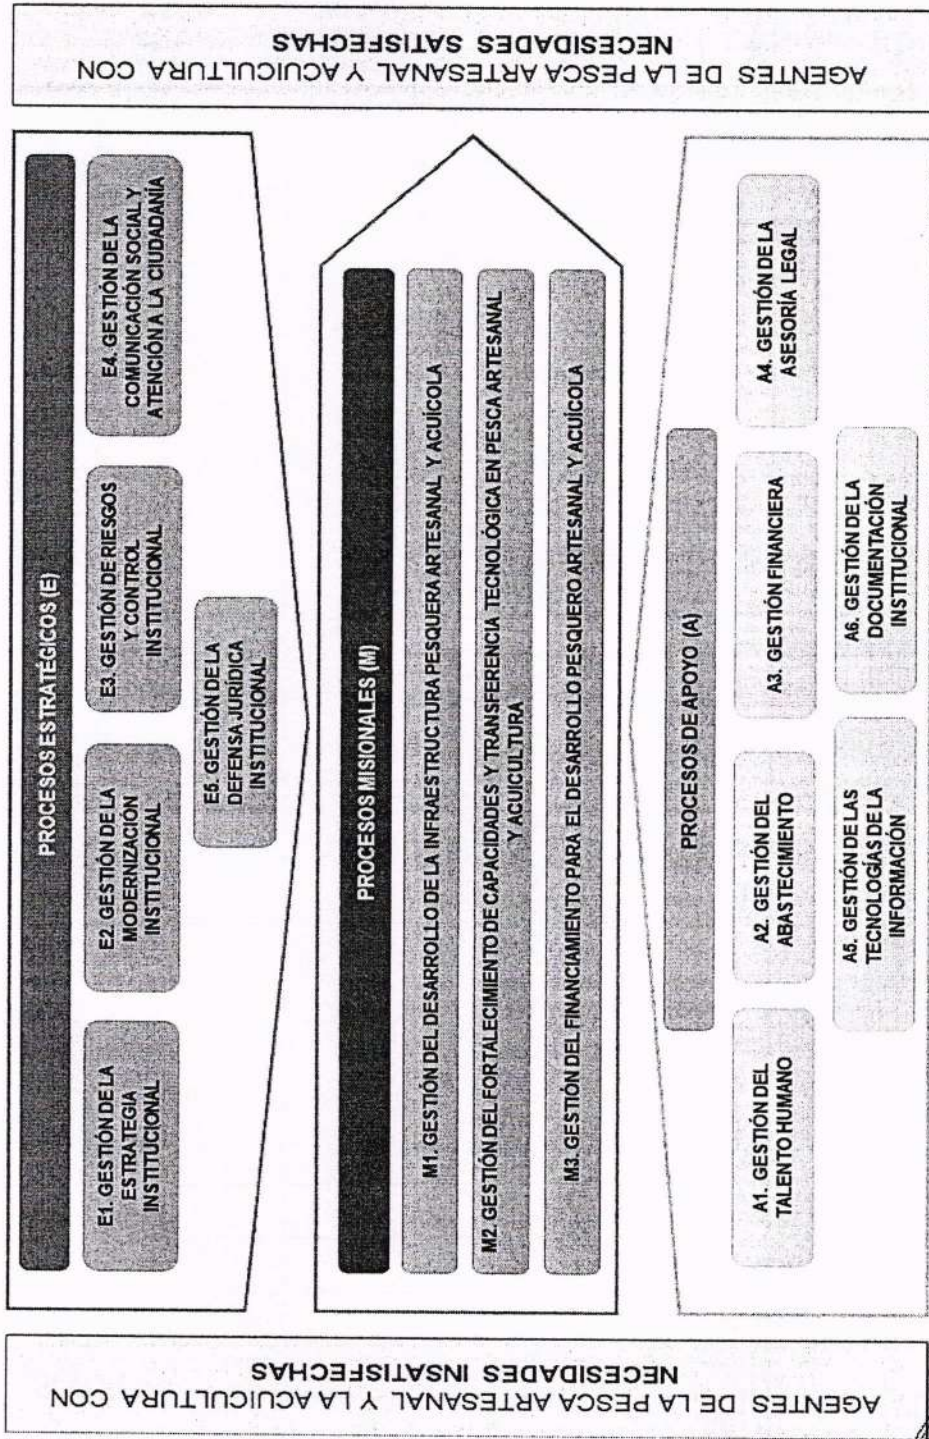 AGENTES DE LA PESCA ARTESANAL Y LA ACUICULTURA CON
NECESIDADES INSATISFECHAS
PROCESOS ESTRATÉGICOS (E)
E1. GESTIÓN DE LA
ESTRATEGIA
INSTITUCIONAL
E2. GESTIÓN DE LA
MODERNIZACIÓN
INSTITUCIONAL
E3. GESTIÓN DE RIESGOS
Y CONTROL
INSTITUCIONAL
E4. GESTIÓN DE LA
COMUNICACIÓN SOCIAL Y
ATENCIÓN A LA CIUDADANÍA
E5. GESTIÓN DE LA
DEFENSA JURÍDICA
INSTITUCIONAL
PROCESOS MISIONALES (M)
M1. GESTIÓN DEL DESARROLLO DE LA INFRAESTRUCTURA PESQUERA ARTESANAL Y ACUÍCOLA
M2. GESTIÓN DEL FORTALECIMIENTO DE CAPACIDADES Y TRANSFERENCIA TECNOLÓGICA EN PESCA ARTESANAL
Y ACUICULTURA
M3. GESTIÓN DEL FINANCIAMIENTO PARA EL DESARROLLO PESQUERO ARTESANAL Y ACUÍCOLA
PROCESOS DE APOYO (A)
A1. GESTIÓN DEL
TALENTO HUMANO
A2. GESTIÓN DEL
ABASTECIMIENTO
A3. GESTIÓN FINANCIERA
A4. GESTIÓN DE LA
ASESORÍA LEGAL
A5. GESTIÓN DE LAS
TECNOLOGÍAS DE LA
INFORMACIÓN
A6. GESTIÓN DE LA
DOCUMENTACIÓN
INSTITUCIONAL
AGENTES DE LA PESCA ARTESANAL Y ACUICULTURA CON
NECESIDADES SATISFECHAS